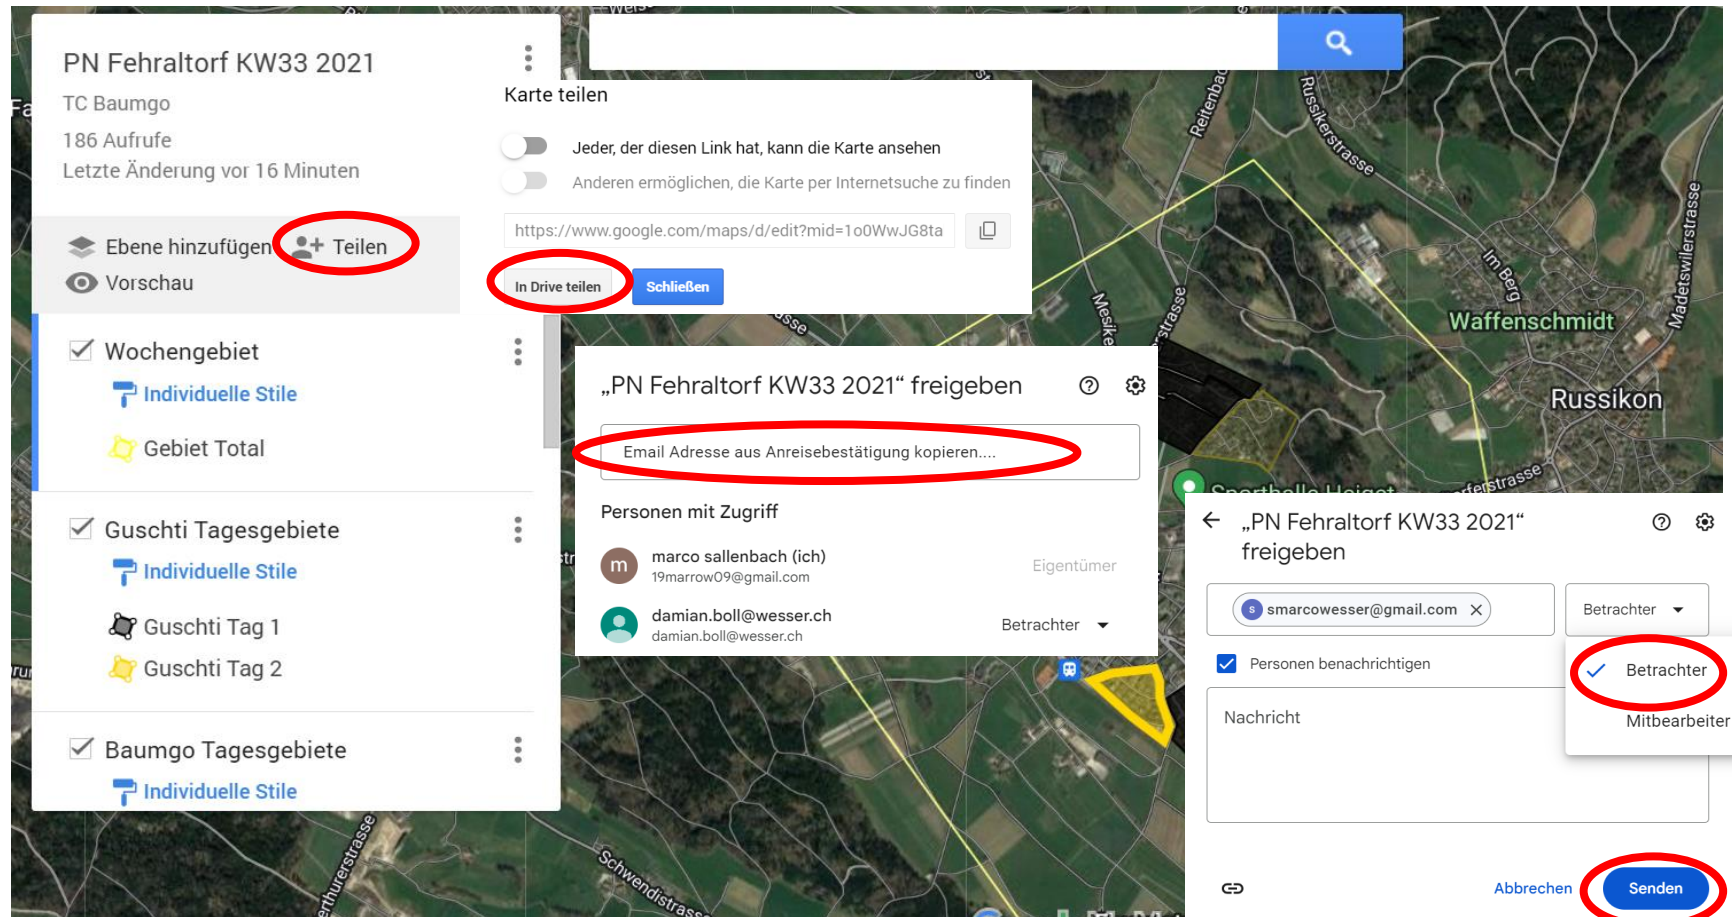 PN Fehraltorf KW33 2021
TC Baumgo
186 Aufrufe
Letzte Änderung vor 16 Minuten
Ebene hinzufügen
Teilen
Vorschau
Wochengebiet
Individuelle Stile
Gebiet Total
Guschti Tagesgebiete
Individuelle Stile
Guschti Tag 1
Guschti Tag 2
Baumgo Tagesgebiete
Individuelle Stile
Karte teilen
Jeder, der diesen Link hat, kann die Karte ansehen
Anderen ermöglichen, die Karte per Internetsuche zu finden
https://www.google.com/maps/d/edit?mid=1o0WwJG8ta
In Drive teilen
Schließen
„PN Fehraltorf KW33 2021“ freigeben
Email Adresse aus Anreisebestätigung kopieren....
Personen mit Zugriff
m
marco sallenbach (ich)
19marrow09@gmail.com
Eigentümer
damian.boll@wesser.ch
damian.boll@wesser.ch
Betrachter
„PN Fehraltorf KW33 2021“
freigeben
s
smarcowesser@gmail.com
Betrachter
Personen benachrichtigen
Betrachter
Mitbearbeiter
Nachricht
Abbrechen
Senden
Russikerstrasse
Im Berg
Madetswilerstrasse
Waffenschmidt
Russikon
Schwendistrasse